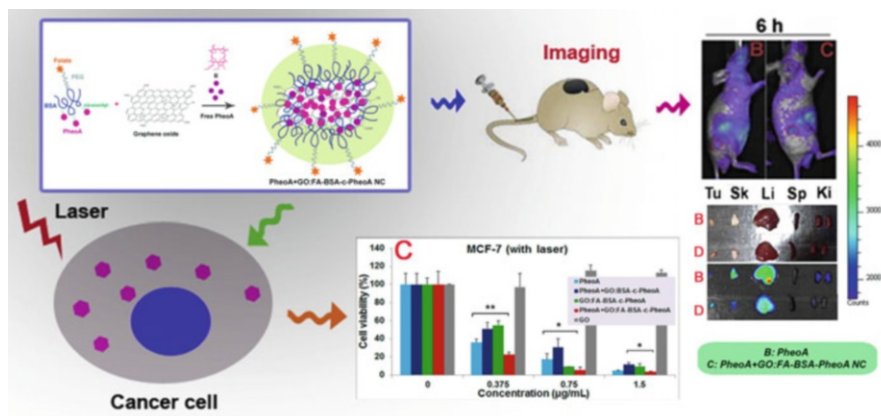 Folate
PEG
BSA
PheoA
Graphene oxide
Free PheoA
PheoA+GO:FA-BSA-c-PheoA NC
Imaging
6 h
B
C
4000
3000
2000
Counts
Tu Sk Li Sp Ki
B
D
B
D
B: PheoA
C: PheoA+GO:FA-BSA-PheoA NC
Laser
Cancer cell
C
MCF-7 (with laser)
PheoA
PheoA+GO:BSA-c-PheoA
GO:FA-BSA-c-PheoA
PheoA+GO:FA-BSA-c-PheoA
GO
Cell viability (%)
140
120
100
80
60
40
20
0
**
*
*
0 0.375 0.75 1.5
Concentration (µg/mL)